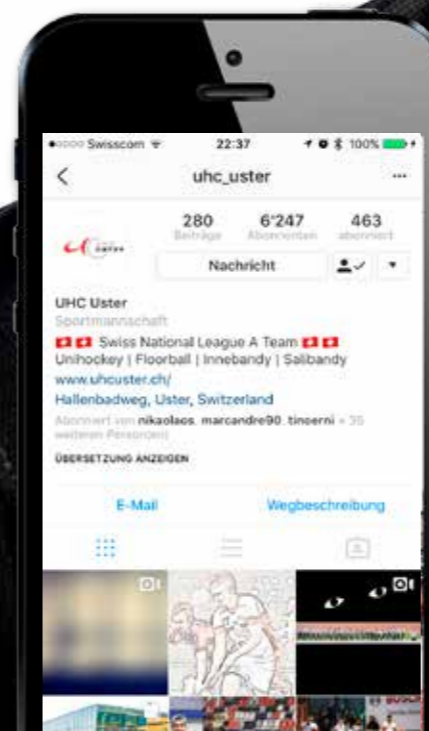 Swisscom 22:37 100%
uhc_uster
280 6'247 463
Beiträge Abonnenten abonniert
Nachricht
UHC Uster
Sportmannschaft
Swiss National League A Team
Unihockey | Floorball | Innebandy | Salibandy
www.uhcuster.ch/
Hallenbadweg, Uster, Switzerland
Abonniert von nikaolaos, marcandre90, tinoerni + 35
weiteren Personen
ÜBERSETZUNG ANZEIGEN
E-Mail Wegbeschreibung